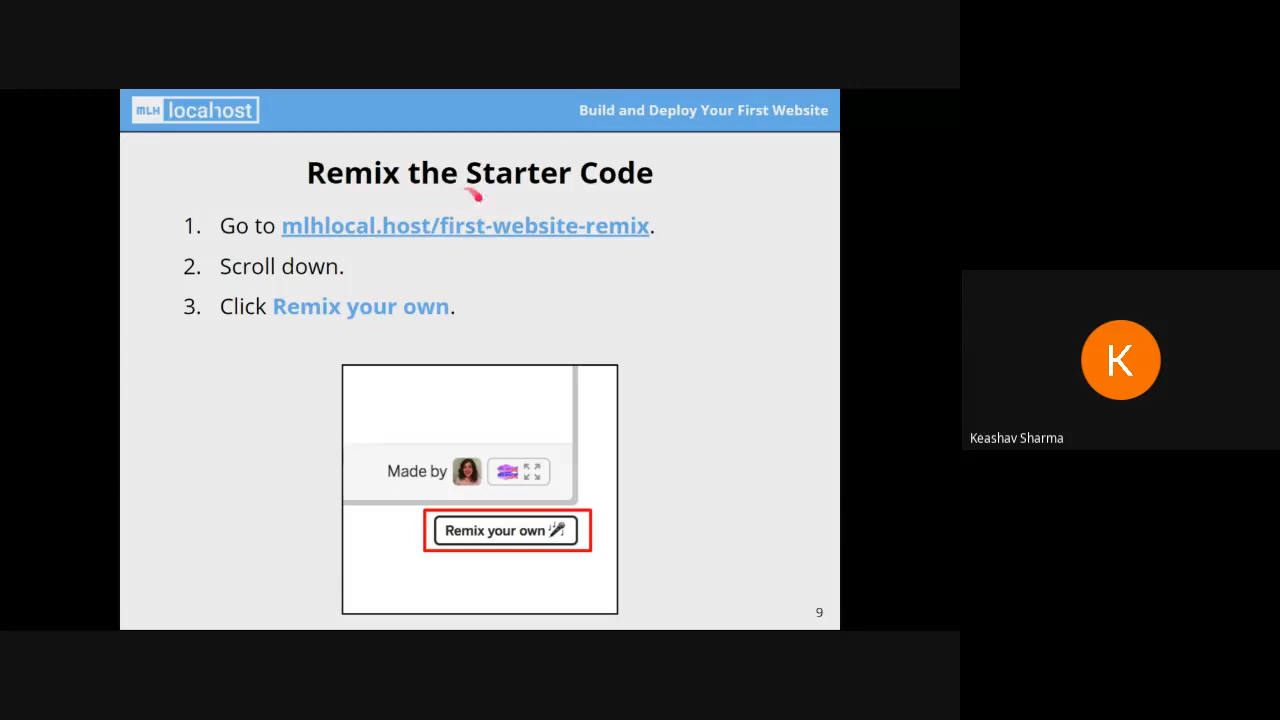 MLH locahost
Build and Deploy Your First Website
Remix the Starter Code
1. Go to mlhlocal.host/first-website-remix.
2. Scroll down.
3. Click Remix your own.
Made by
Remix your own
9
K
Keashav Sharma